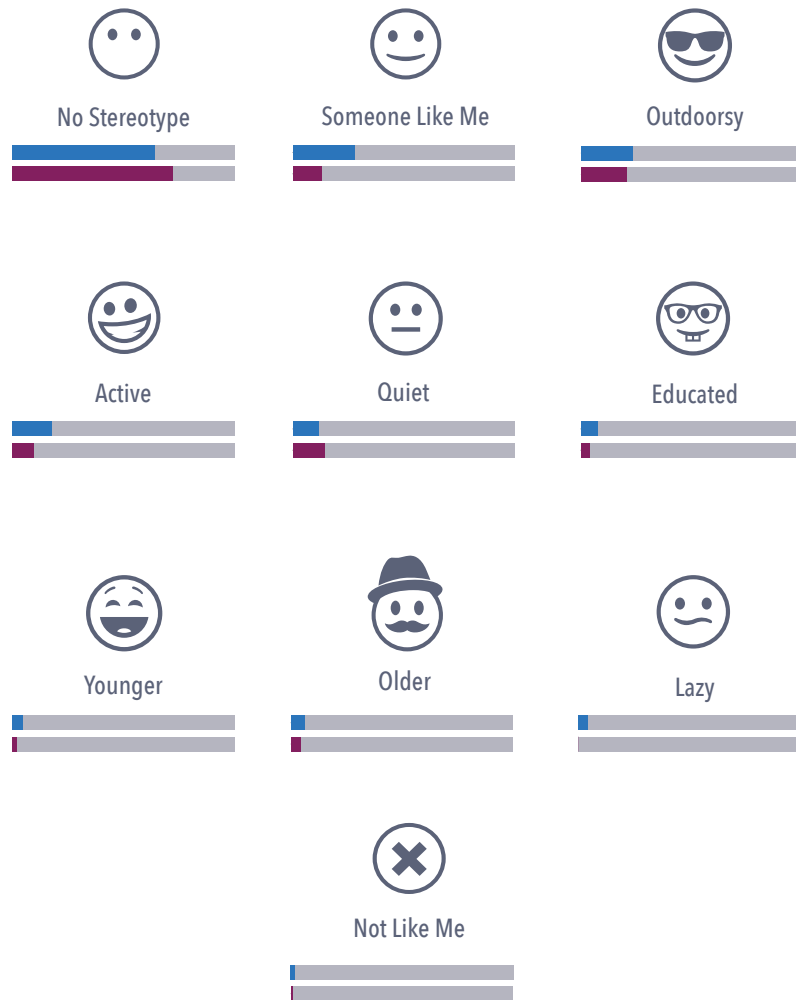 No Stereotype
Someone Like Me
Outdoorsy
Active
Quiet
Educated
Younger
Older
Lazy
Not Like Me